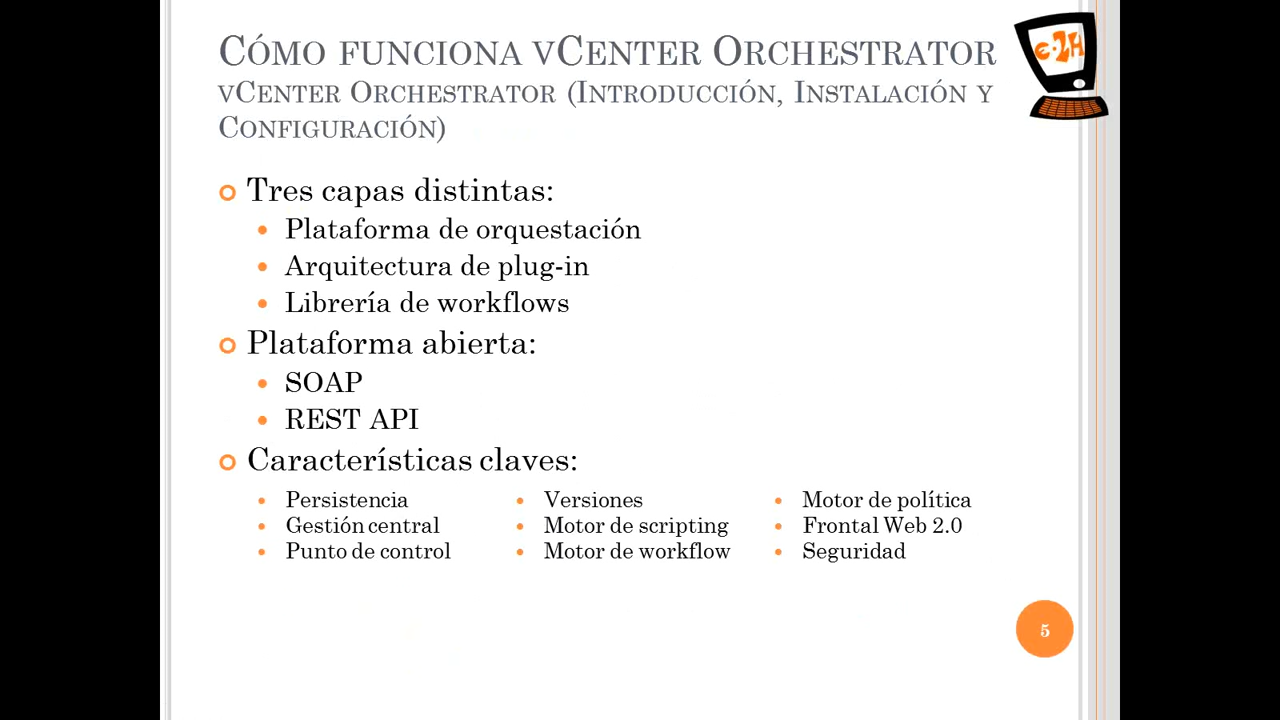 Cómo funciona vCenter Orchestrator
vCenter Orchestrator (Introducción, Instalación y
Configuración)
e-2H
Tres capas distintas:
Plataforma de orquestación
Arquitectura de plug-in
Librería de workflows
Plataforma abierta:
SOAP
REST API
Características claves:
Persistencia
Gestión central
Punto de control
Versiones
Motor de scripting
Motor de workflow
Motor de política
Frontal Web 2.0
Seguridad
5